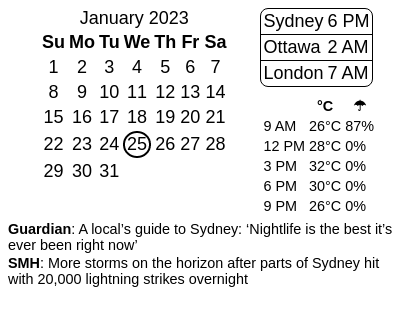 January 2023
Su Mo Tu We Th Fr Sa
1 2 3 4 5 6 7
8 9 10 11 12 13 14
15 16 17 18 19 20 21
22 23 24 25 26 27 28
29 30 31
Sydney 6 PM
Ottawa 2 AM
London 7 AM
°C ☂
9 AM 26°C 87%
12 PM 28°C 0%
3 PM 32°C 0%
6 PM 30°C 0%
9 PM 26°C 0%
Guardian: A local’s guide to Sydney: ‘Nightlife is the best it’s
ever been right now’
SMH: More storms on the horizon after parts of Sydney hit
with 20,000 lightning strikes overnight